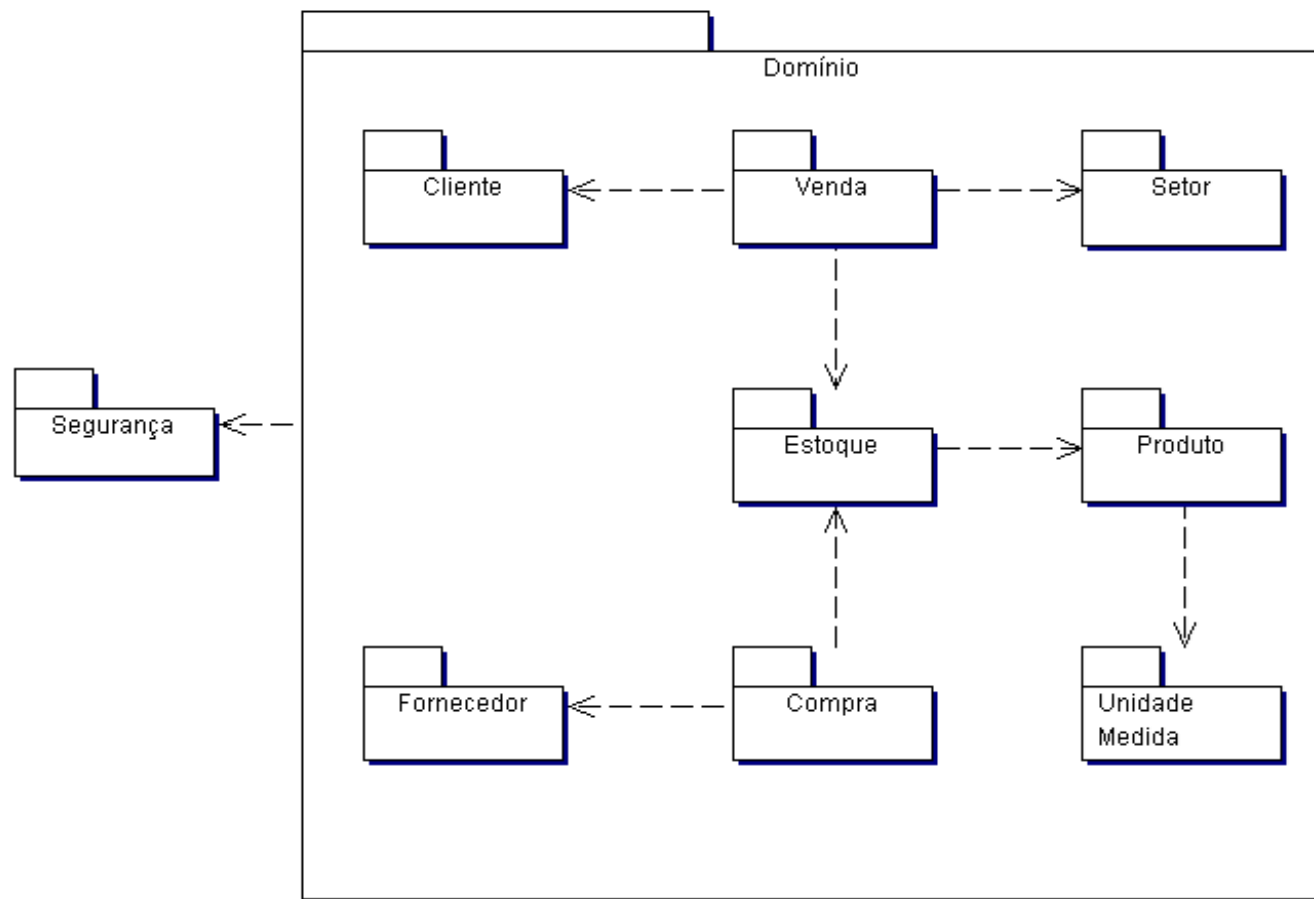 Domínio
Cliente
Venda
Setor
Segurança
Estoque
Produto
Fornecedor
Compra
Unidade
Medida